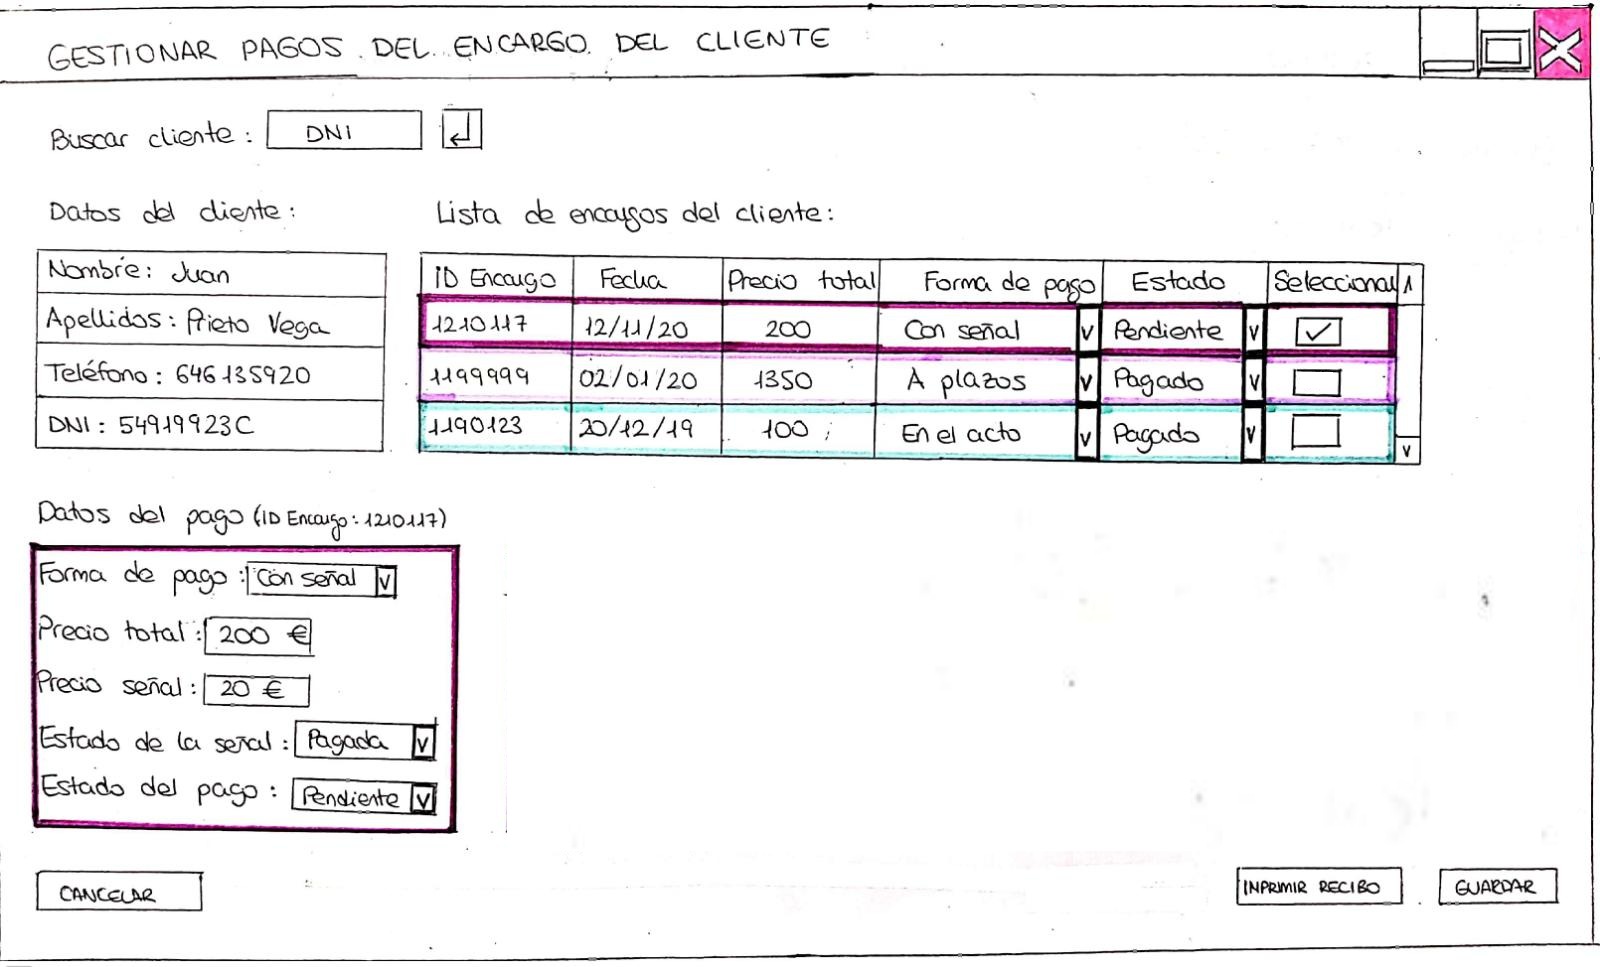 GESTIONAR PAGOS DEL ENCARGO DEL CLIENTE
Buscar cliente: DNI
Datos del cliente:
Nombre: Juan
Apellidos: Prieto Vega
Teléfono: 646135920
DNI: 54919923C
Lista de encargos del cliente:
ID Encargo Fecha Precio total Forma de pago Estado Seleccionar
1210117 12/11/20 200 Con señal Pendiente
1199999 02/01/20 1350 A plazos Pagado
1190123 20/12/19 100 En el acto Pagado
Datos del pago (ID Encargo: 1210117)
Forma de pago: Con señal
Precio total: 200 €
Precio señal: 20 €
Estado de la señal: Pagada
Estado del pago: Pendiente
CANCELAR
INPRIMIR RECIBO
GUARDAR